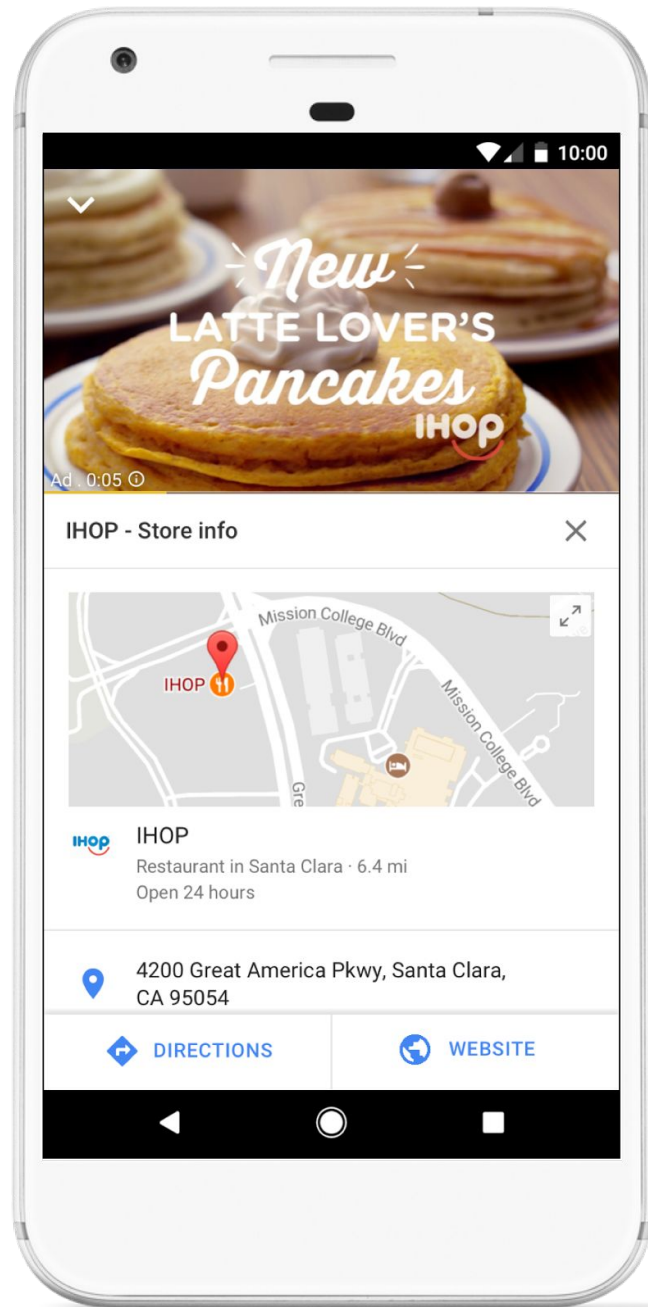 10:00
New
LATTE LOVER'S
Pancakes
IHOP
Ad . 0:05
IHOP - Store info
Mission College Blvd
Mission College Blvd
IHOP
Gre
IHOP
IHOP
Restaurant in Santa Clara · 6.4 mi
Open 24 hours
4200 Great America Pkwy, Santa Clara,
CA 95054
DIRECTIONS
WEBSITE